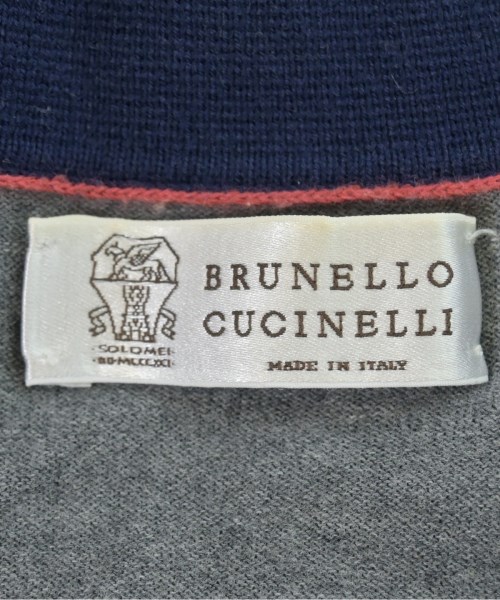 BRUNELLO
CUCINELLI
MADE IN ITALY
·SOLOMEI·